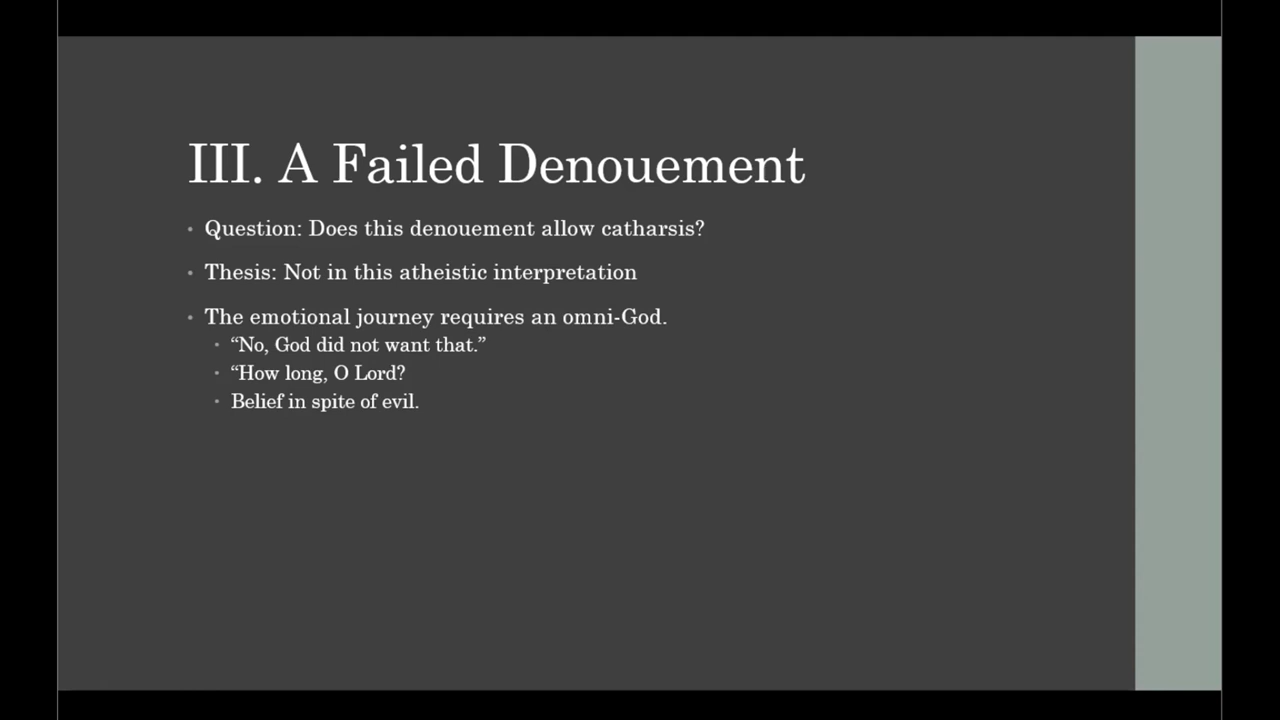 III. A Failed Denouement
• Question: Does this denouement allow catharsis?
• Thesis: Not in this atheistic interpretation
• The emotional journey requires an omni-God.
• “No, God did not want that.”
• “How long, O Lord?
• Belief in spite of evil.